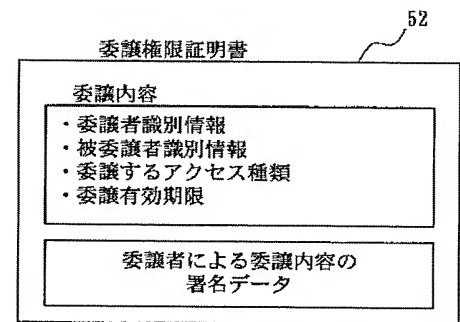 52
委譲権限証明書
委譲内容
・委譲者識別情報
・被委譲者識別情報
・委譲するアクセス種類
・委譲有効期限
委譲者による委譲内容の
署名データ